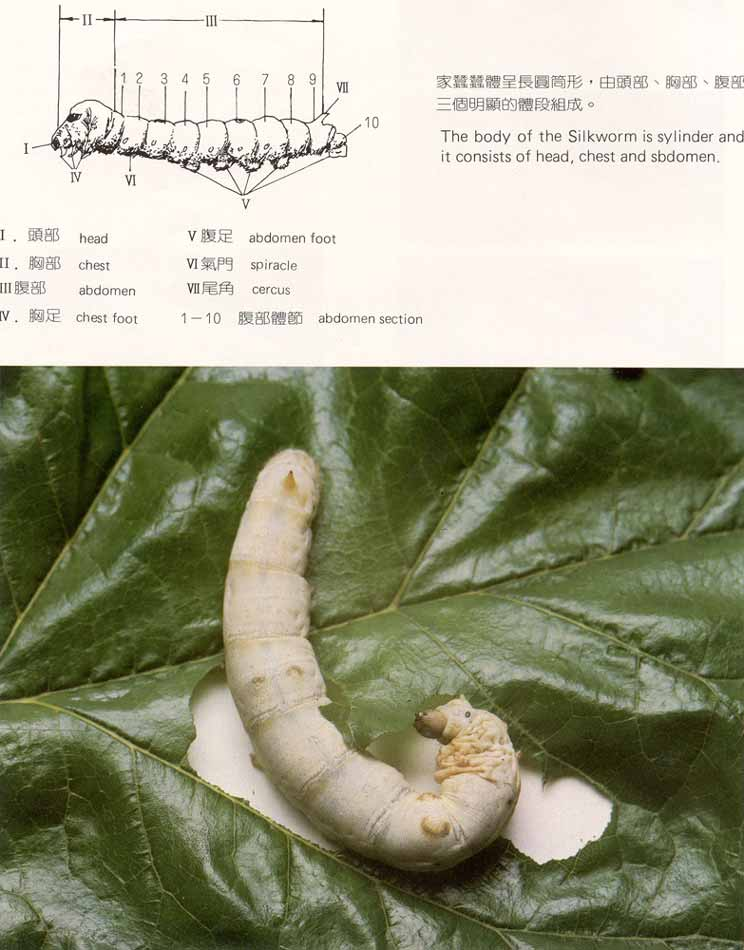 II III
1 2 3 4 5 6 7 8 9 VII
10
I
IV VI
V
家蠶蠶體呈長圓筒形，由頭部、胸部、腹部
三個明顯的體段組成。
The body of the Silkworm is sylinder and
it consists of head, chest and sbdomen.
I . 頭部 head V 腹足 abdomen foot
II . 胸部 chest VI 氣門 spiracle
III 腹部 abdomen VII 尾角 cercus
IV . 胸足 chest foot 1－10 腹部體節 abdomen section